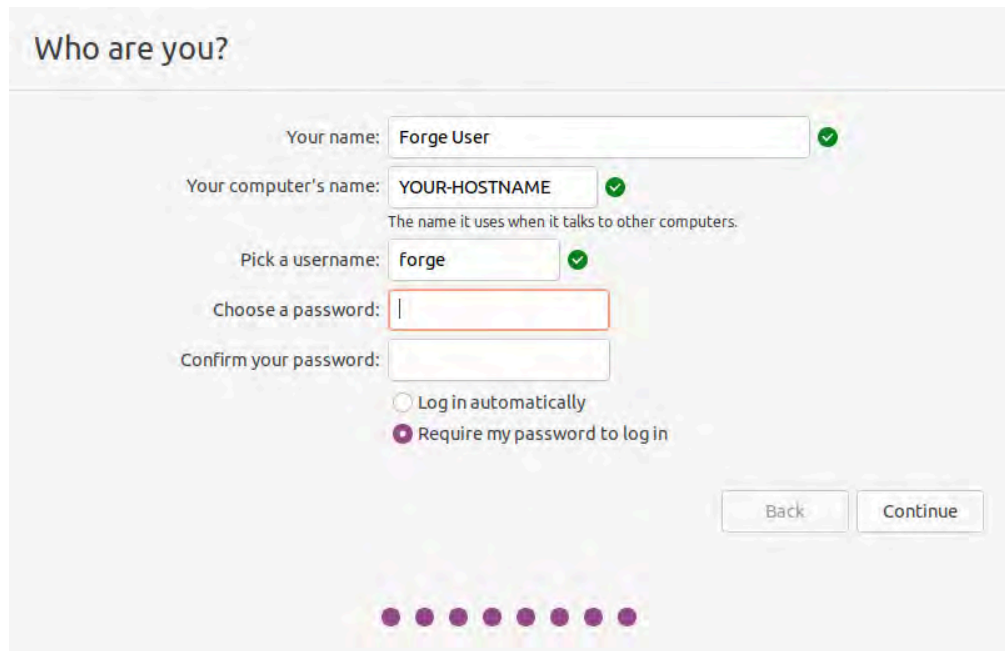 Who are you?
Your name: Forge User
Your computer's name: YOUR-HOSTNAME
The name it uses when it talks to other computers.
Pick a username: forge
Choose a password:
Confirm your password:
Log in automatically
Require my password to log in
Back Continue